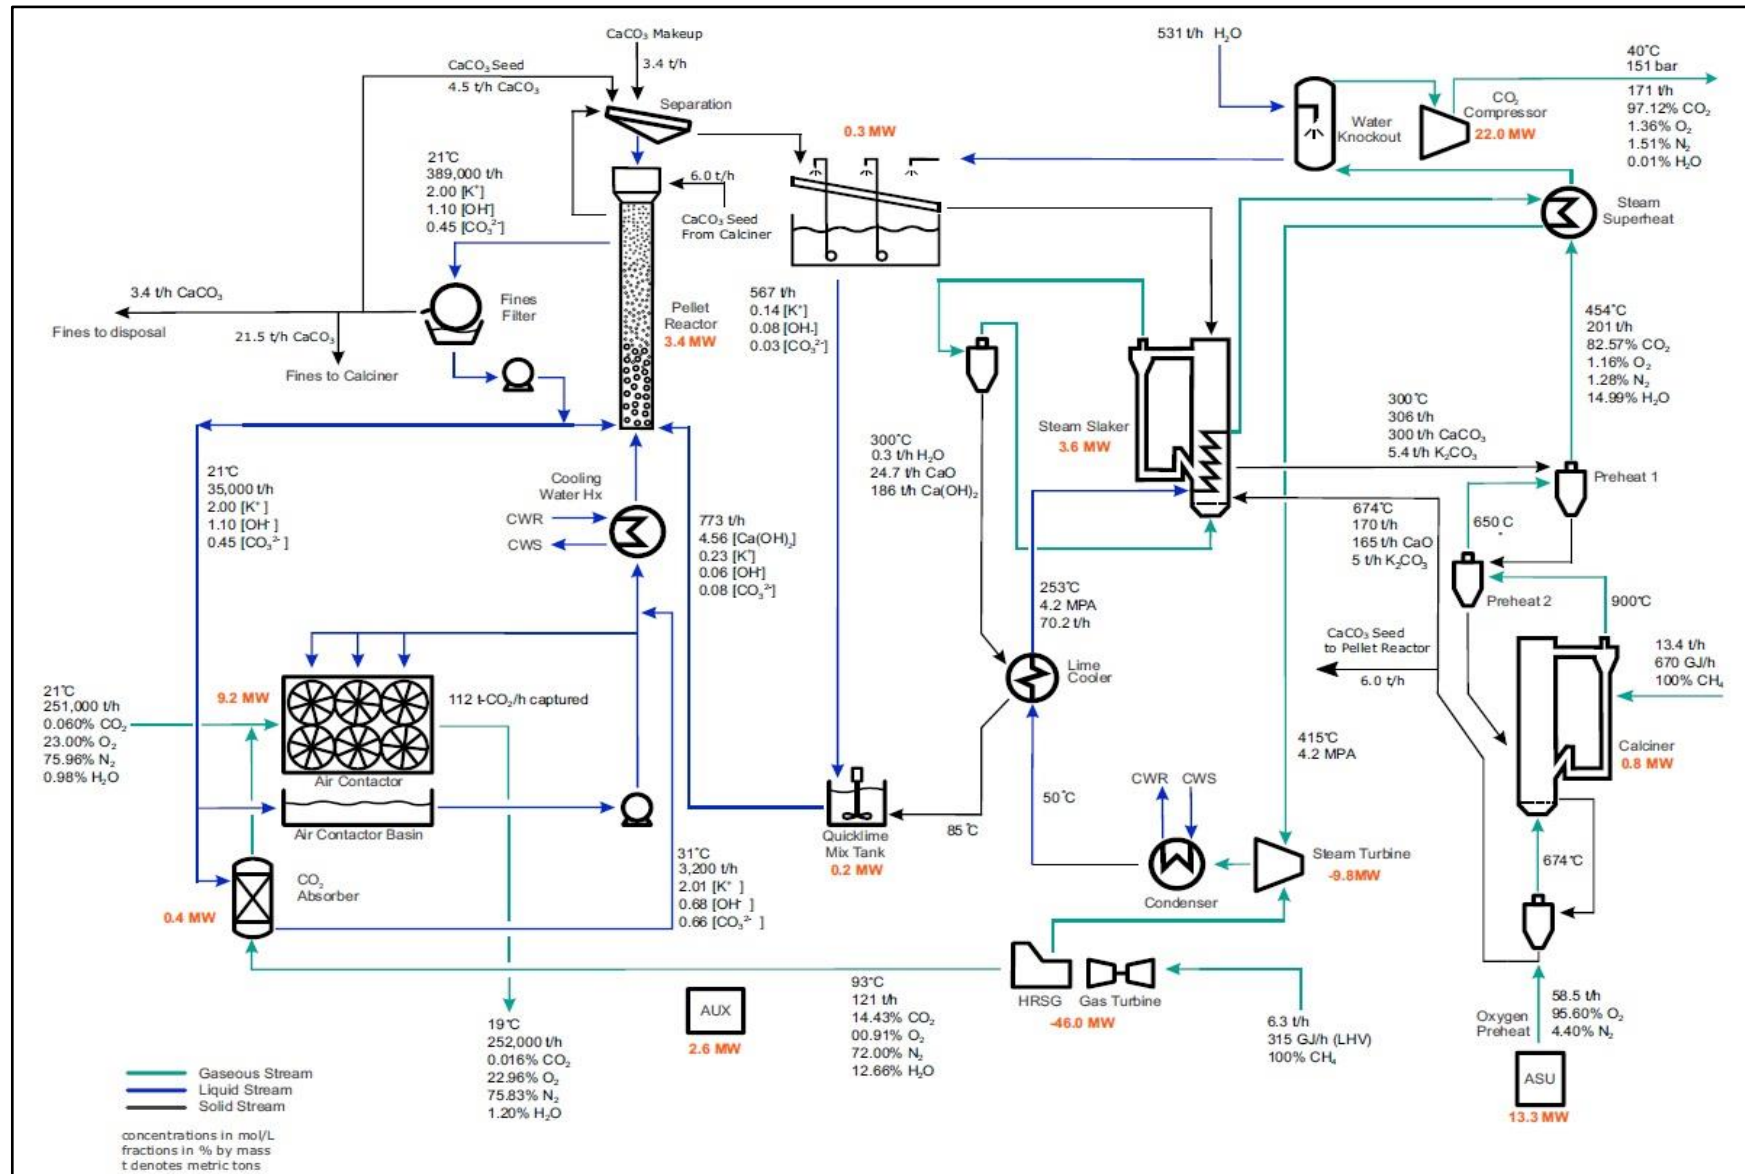 CaCO₃ Makeup
3.4 t/h
CaCO₃ Seed
4.5 t/h CaCO₃
Separation
0.3 MW
531 t/h H₂O
Water
Knockout
CO₂
Compressor
22.0 MW
40°C
151 bar
171 t/h
97.12% CO₂
1.36% O₂
1.51% N₂
0.01% H₂O
21°C
389,000 t/h
2.00 [K⁺]
1.10 [OH⁻]
0.45 [CO₃²⁻]
6.0 t/h
CaCO₃ Seed
From Calciner
Steam
Superheat
3.4 t/h CaCO₃
Fines to disposal
Fines
Filter
21.5 t/h CaCO₃
Fines to Calciner
Pellet
Reactor
3.4 MW
567 t/h
0.14 [K⁺]
0.08 [OH-]
0.03 [CO₃²⁻]
454°C
201 t/h
82.57% CO₂
1.16% O₂
1.28% N₂
14.99% H₂O
Steam Slaker
3.6 MW
300°C
306 t/h
300 t/h CaCO₃
5.4 t/h K₂CO₃
Preheat 1
300°C
0.3 t/h H₂O
24.7 t/h CaO
186 t/h Ca(OH)₂
21°C
35,000 t/h
2.00 [K⁺ ]
1.10 [OH⁻ ]
0.45 [CO₃²⁻ ]
Cooling
Water Hx
CWR
CWS
773 t/h
4.56 [Ca(OH)₂]
0.23 [K⁺]
0.06 [OH⁻]
0.08 [CO₃²⁻]
674°C
170 t/h
165 t/h CaO
5 t/h K₂CO₃
650 C
Preheat 2
900°C
253°C
4.2 MPA
70.2 t/h
CaCO₃ Seed
to Pellet Reactor
6.0 t/h
13.4 t/h
670 GJ/h
100% CH₄
Lime
Cooler
21°C
251,000 t/h
0.060% CO₂
23.00% O₂
75.96% N₂
0.98% H₂O
9.2 MW
112 t-CO₂/h captured
Air Contactor
Air Contactor Basin
415°C
4.2 MPA
Calciner
0.8 MW
CWR
CWS
50°C
85 °C
Quicklime
Mix Tank
0.2 MW
Condenser
Steam Turbine
-9.8MW
674°C
CO₂
Absorber
0.4 MW
31°C
3,200 t/h
2.01 [K⁺ ]
0.68 [OH⁻ ]
0.66 [CO₃²⁻ ]
HRSG
Gas Turbine
-46.0 MW
93°C
121 t/h
14.43% CO₂
00.91% O₂
72.00% N₂
12.66% H₂O
6.3 t/h
315 GJ/h (LHV)
100% CH₄
Oxygen
Preheat
58.5 t/h
95.60% O₂
4.40% N₂
AUX
2.6 MW
19°C
252,000 t/h
0.016% CO₂
22.96% O₂
75.83% N₂
1.20% H₂O
ASU
13.3 MW
Gaseous Stream
Liquid Stream
Solid Stream
concentrations in mol/L
fractions in % by mass
t denotes metric tons